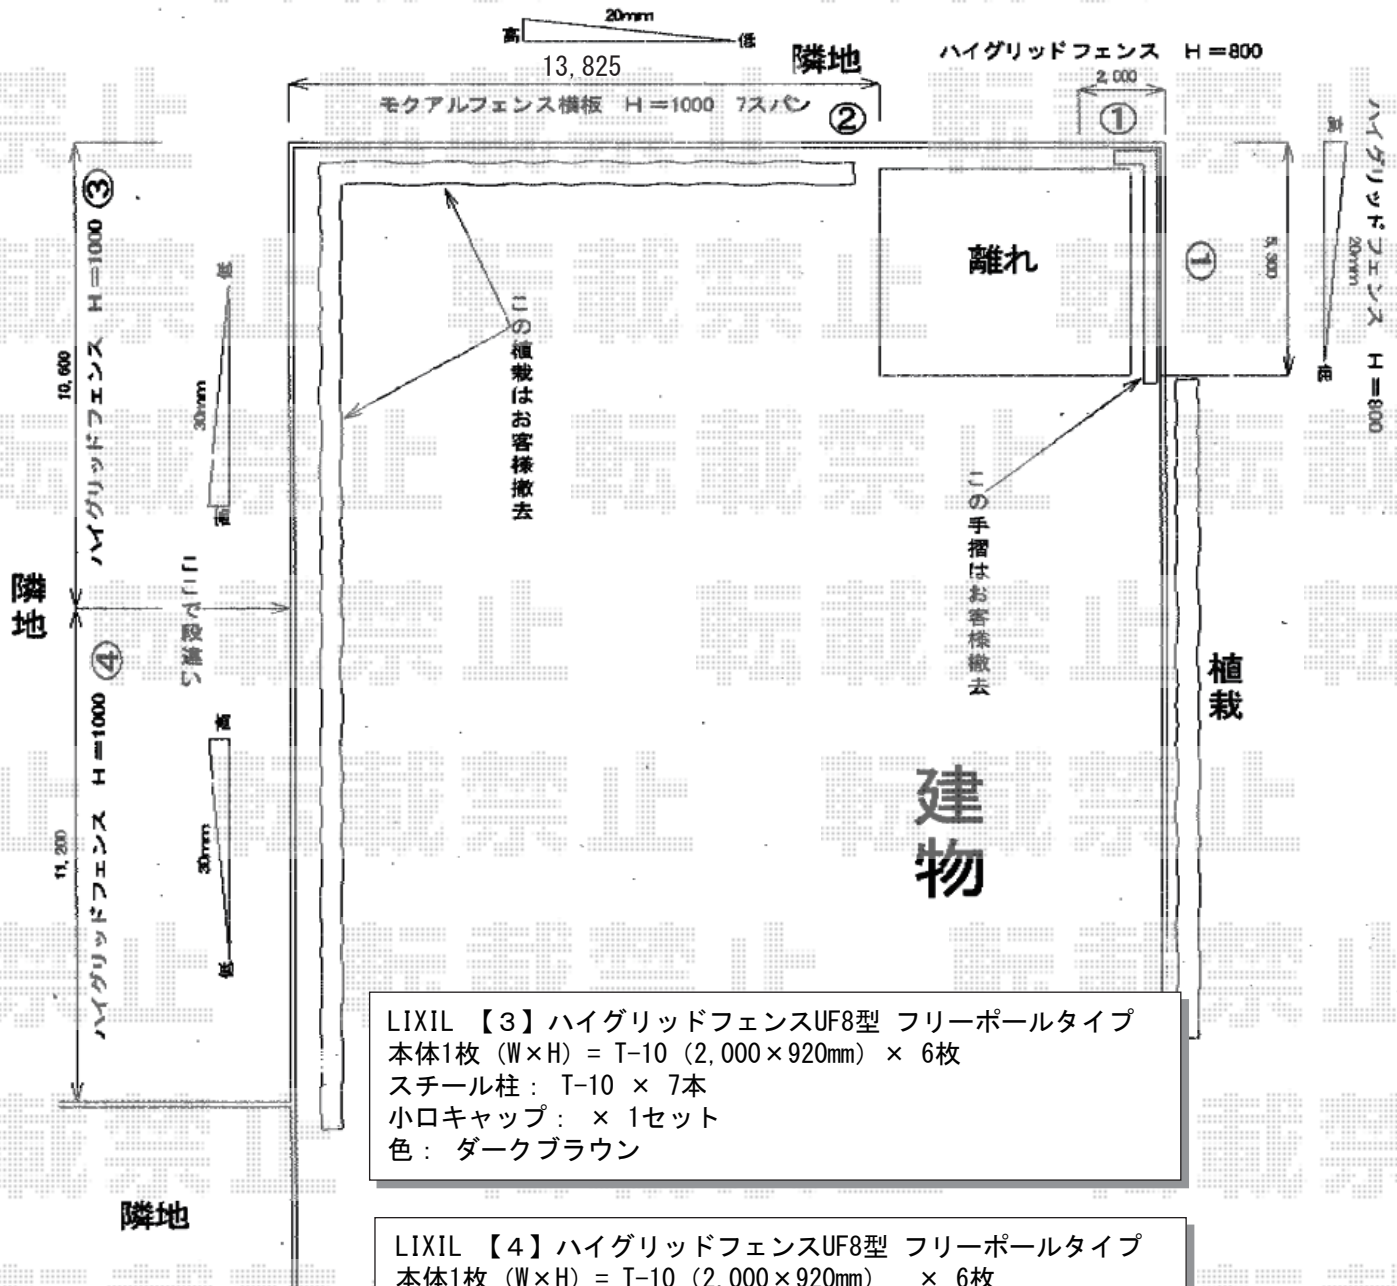 20mm
高
低
隣地
ハイグリッドフェンス H=800
13,825
2,000
モクアルフェンス横板 H=1000 7スパン
②
①
高
ハイグリッドフェンス H=800
20mm
低
5,300
①
離れ
③
ハイグリッドフェンス H=1000
10,600
低
30mm
高
この植栽はお客様撤去
この手摺はお客様撤去
隣地
④
ハイグリッドフェンス H=1000
11,200
高
30mm
低
植栽
建物
隣地
LIXIL 【3】ハイグリッドフェンスUF8型 フリーポールタイプ
本体1枚 (W×H) = T-10 (2,000×920mm) × 6枚
スチール柱: T-10 × 7本
小口キャップ: × 1セット
色: ダークブラウン
LIXIL 【4】ハイグリッドフェンスUF8型 フリーポールタイプ
本体1枚 (W×H) = T-10 (2,000×920mm) × 6枚
転載禁止